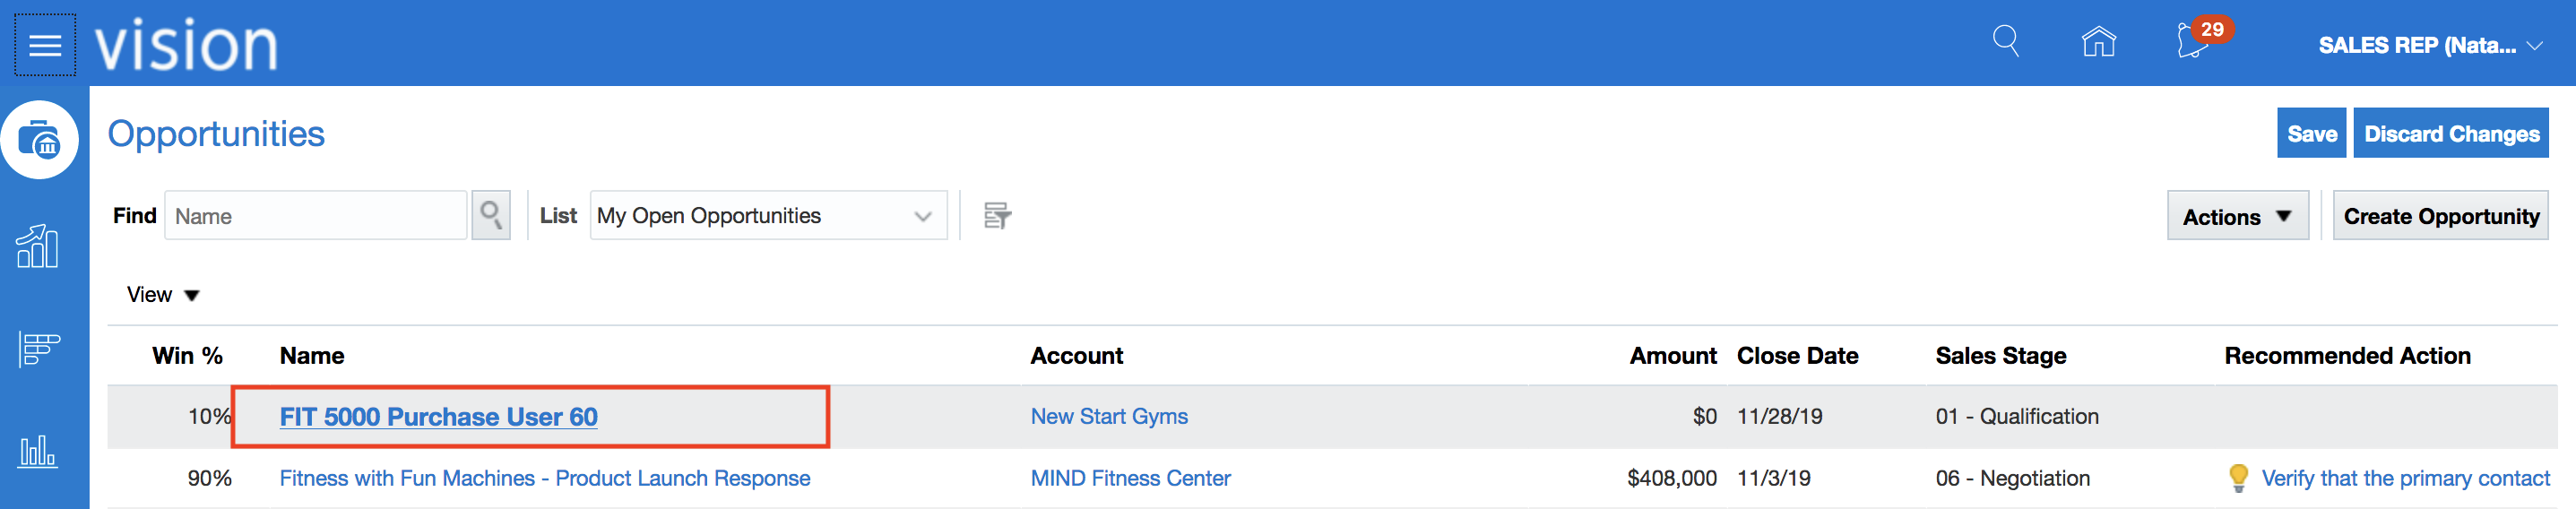 vision
29
SALES REP (Nata...
Opportunities
Save
Discard Changes
Find
Name
List
My Open Opportunities
Actions
Create Opportunity
View
Win % Name Account Amount Close Date Sales Stage Recommended Action
10% FIT 5000 Purchase User 60 New Start Gyms $0 11/28/19 01 - Qualification
90% Fitness with Fun Machines - Product Launch Response MIND Fitness Center $408,000 11/3/19 06 - Negotiation Verify that the primary contact